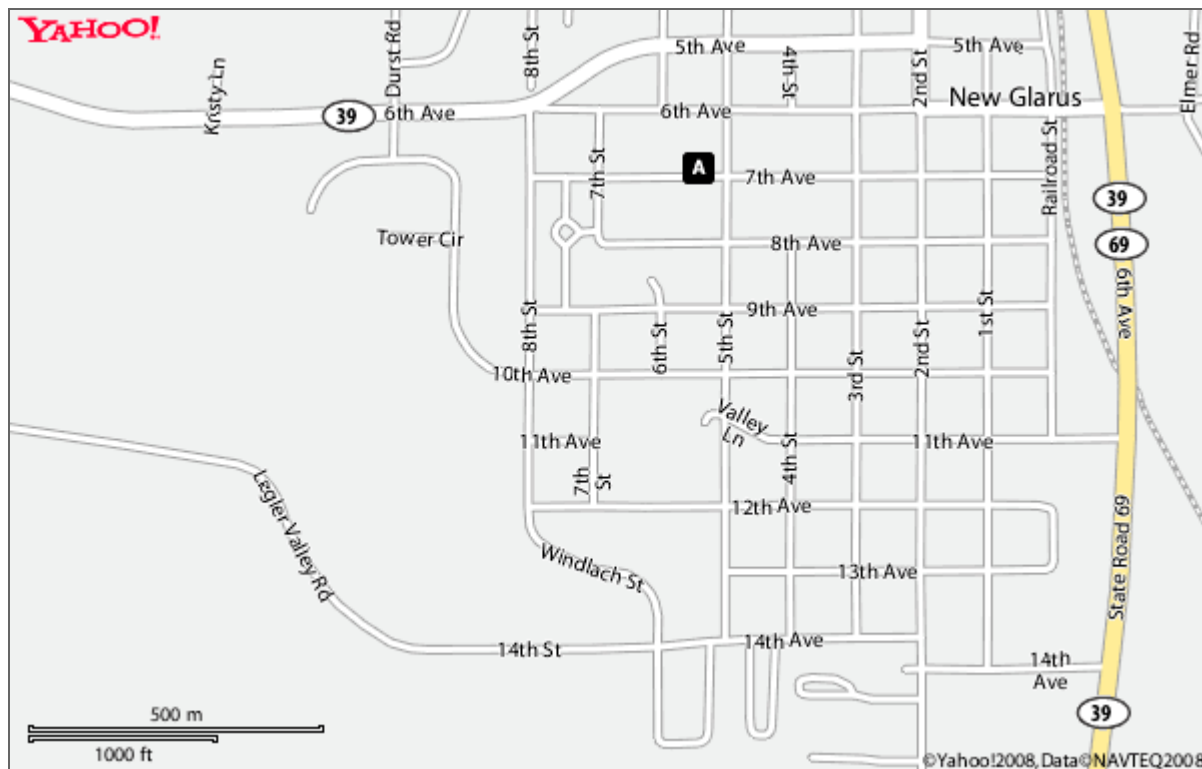 YAHOO!
Kristy Ln
Durst Rd
8th St
5th Ave
4th St
2nd St
5th Ave
Elmer Rd
39
6th Ave
6th Ave
New Glarus
7th St
A
7th Ave
Railroad St
39
Tower Cir
8th Ave
69
6th Ave
8th St
6th St
5th St
9th Ave
2nd St
1st St
3rd St
10th Ave
Valley
Ln
11th Ave
7th
St
4th St
11th Ave
Legler Valley Rd
12th Ave
Windlach St
13th Ave
State Road 69
14th St
14th Ave
14th
Ave
39
500 m
1000 ft
©Yahoo!2008, Data©NAVTEQ2008